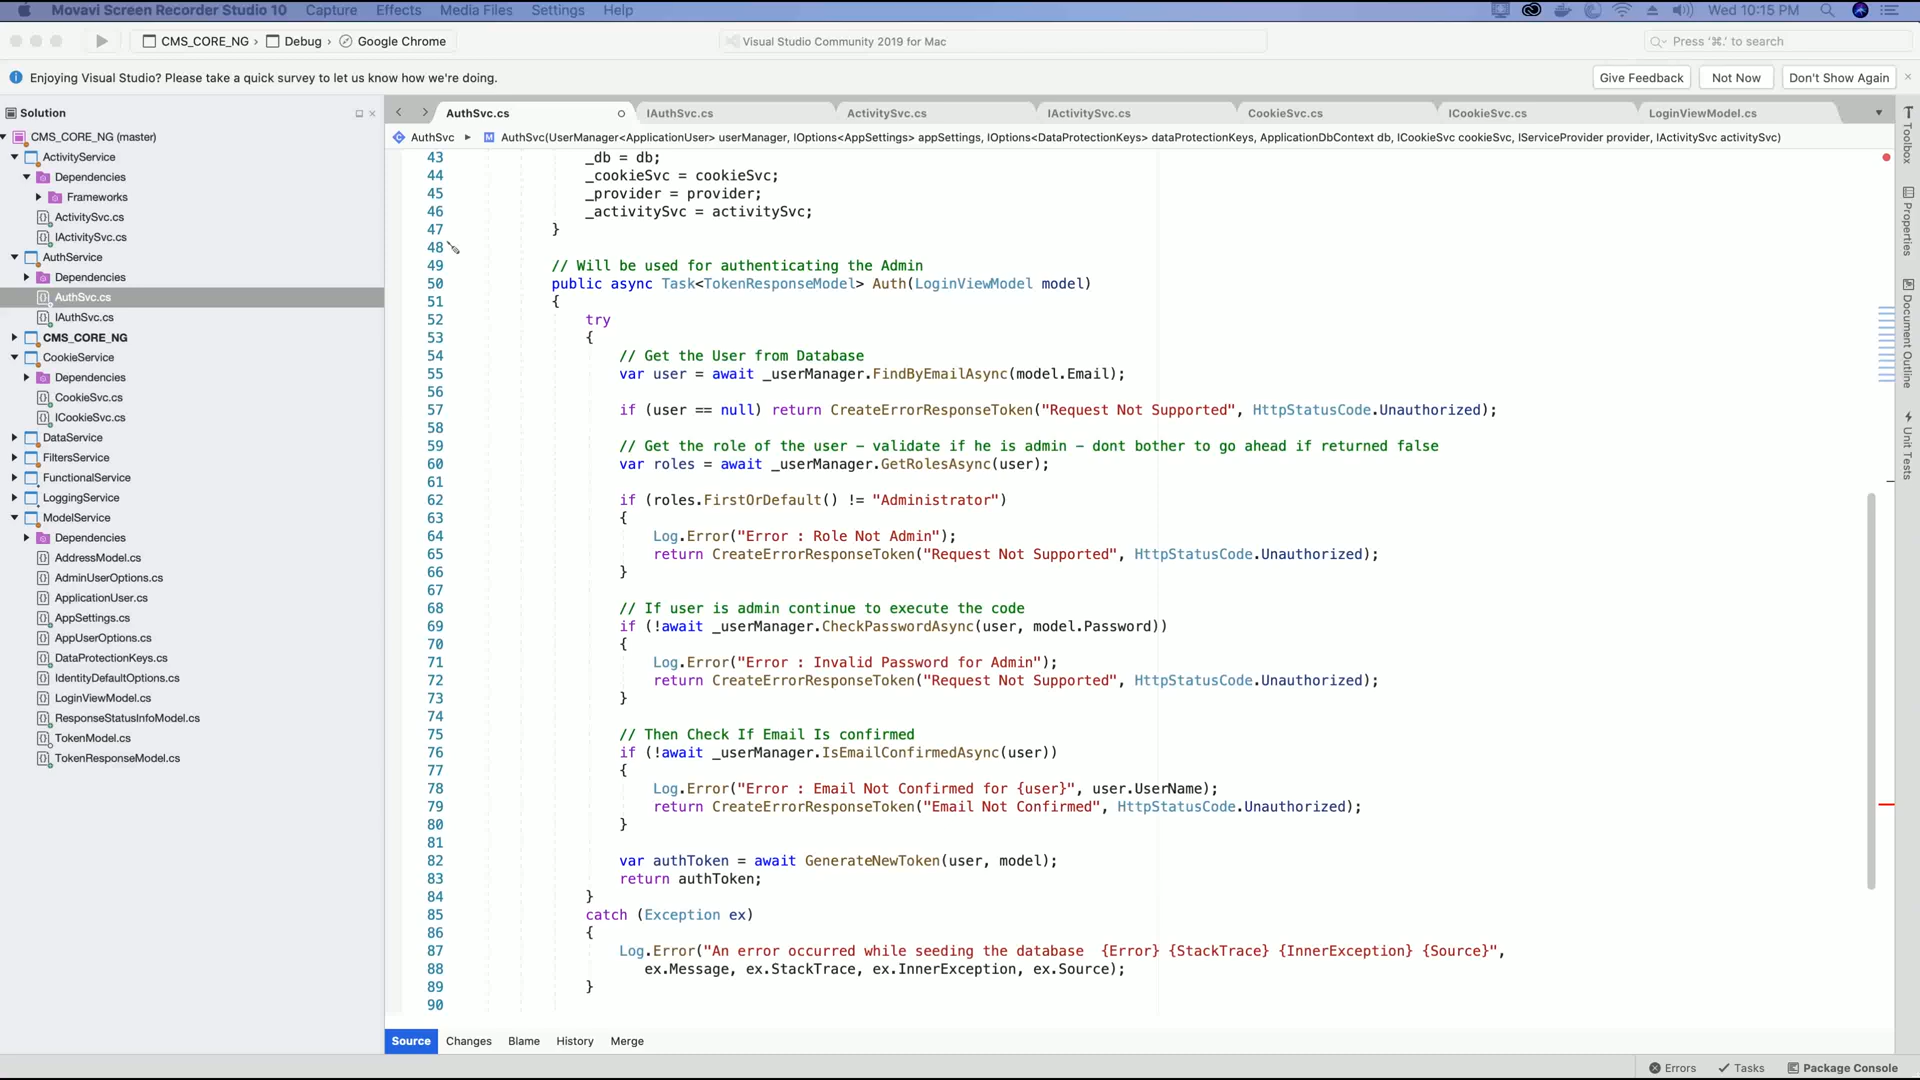 Movavi Screen Recorder Studio 10 Capture Effects Media Files Settings Help Wed 10:15 PM
CMS_CORE_NG › Debug › Google Chrome Visual Studio Community 2019 for Mac Press ‘⌘.’ to search
Enjoying Visual Studio? Please take a quick survey to let us know how we're doing. Give Feedback Not Now Don't Show Again
Solution
CMS_CORE_NG (master)
ActivityService
Dependencies
Frameworks
ActivitySvc.cs
IActivitySvc.cs
AuthService
Dependencies
AuthSvc.cs
IAuthSvc.cs
CMS_CORE_NG
CookieService
Dependencies
CookieSvc.cs
ICookieSvc.cs
DataService
FiltersService
FunctionalService
LoggingService
ModelService
Dependencies
AddressModel.cs
AdminUserOptions.cs
ApplicationUser.cs
AppSettings.cs
AppUserOptions.cs
DataProtectionKeys.cs
IdentityDefaultOptions.cs
LoginViewModel.cs
ResponseStatusInfoModel.cs
TokenModel.cs
TokenResponseModel.cs
AuthSvc.cs IAuthSvc.cs ActivitySvc.cs IActivitySvc.cs CookieSvc.cs ICookieSvc.cs LoginViewModel.cs
AuthSvc AuthSvc(UserManager<ApplicationUser> userManager, IOptions<AppSettings> appSettings, IOptions<DataProtectionKeys> dataProtectionKeys, ApplicationDbContext db, ICookieSvc cookieSvc, IServiceProvider provider, IActivitySvc activitySvc)
43 _db = db;
44 _cookieSvc = cookieSvc;
45 _provider = provider;
46 _activitySvc = activitySvc;
47 }
48
49 // Will be used for authenticating the Admin
50 public async Task<TokenResponseModel> Auth(LoginViewModel model)
51 {
52 try
53 {
54 // Get the User from Database
55 var user = await _userManager.FindByEmailAsync(model.Email);
56
57 if (user == null) return CreateErrorResponseToken("Request Not Supported", HttpStatusCode.Unauthorized);
58
59 // Get the role of the user – validate if he is admin – dont bother to go ahead if returned false
60 var roles = await _userManager.GetRolesAsync(user);
61
62 if (roles.FirstOrDefault() != "Administrator")
63 {
64 Log.Error("Error : Role Not Admin");
65 return CreateErrorResponseToken("Request Not Supported", HttpStatusCode.Unauthorized);
66 }
67
68 // If user is admin continue to execute the code
69 if (!await _userManager.CheckPasswordAsync(user, model.Password))
70 {
71 Log.Error("Error : Invalid Password for Admin");
72 return CreateErrorResponseToken("Request Not Supported", HttpStatusCode.Unauthorized);
73 }
74
75 // Then Check If Email Is confirmed
76 if (!await _userManager.IsEmailConfirmedAsync(user))
77 {
78 Log.Error("Error : Email Not Confirmed for {user}", user.UserName);
79 return CreateErrorResponseToken("Email Not Confirmed", HttpStatusCode.Unauthorized);
80 }
81
82 var authToken = await GenerateNewToken(user, model);
83 return authToken;
84 }
85 catch (Exception ex)
86 {
87 Log.Error("An error occurred while seeding the database {Error} {StackTrace} {InnerException} {Source}",
88 ex.Message, ex.StackTrace, ex.InnerException, ex.Source);
89 }
90
Source Changes Blame History Merge
Toolbox
Properties
Document Outline
Unit Tests
Errors Tasks Package Console